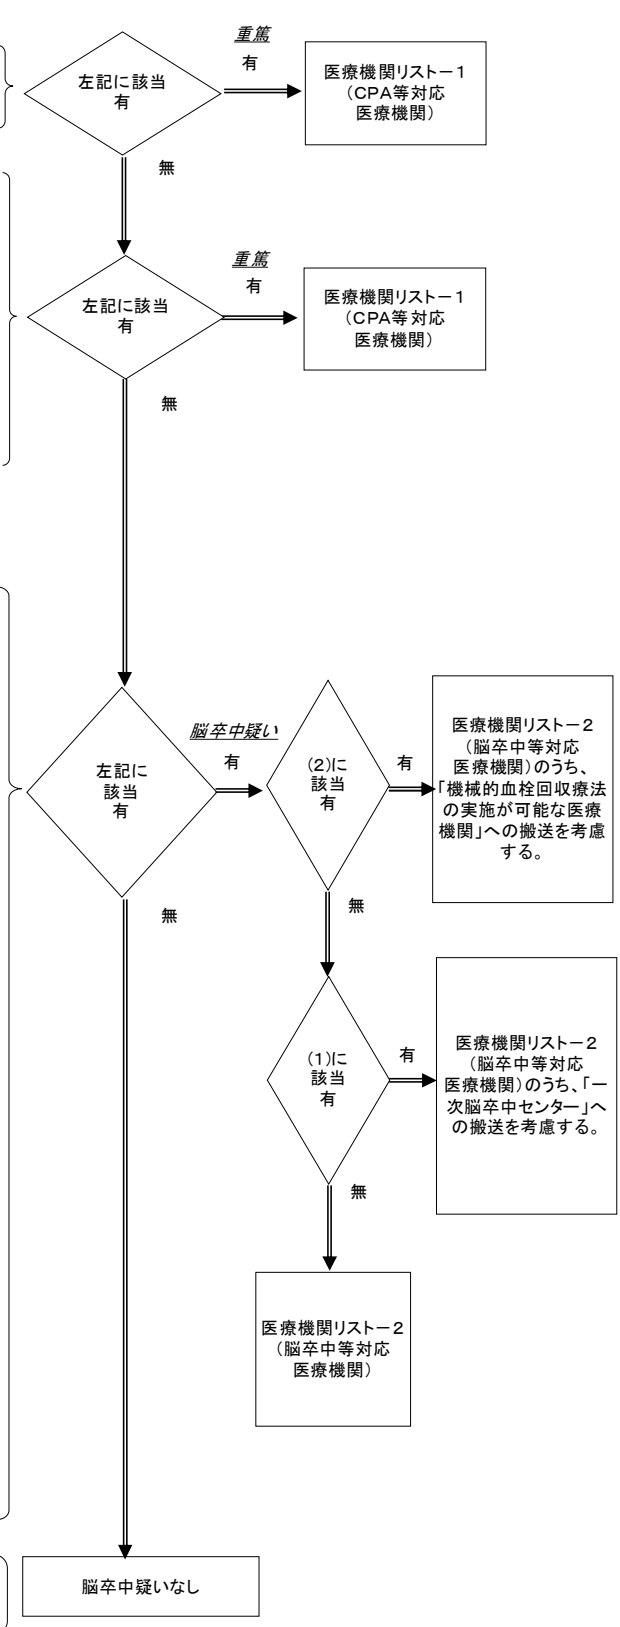 重篤
有
左記に該当
有
医療機関リストー1
（CPA等対応
医療機関）
無
重篤
有
左記に該当
有
医療機関リストー1
（CPA等対応
医療機関）
無
脳卒中疑い
有
左記に
該当
有
(2)に
該当
有
有
医療機関リストー2
（脳卒中等対応
医療機関）のうち、
「機械的血栓回収療法
の実施が可能な医療
機関」への搬送を考慮
する。
無
無
(1)に
該当
有
有
医療機関リストー2
（脳卒中等対応
医療機関）のうち、「一
次脳卒中センター」へ
の搬送を考慮する。
無
医療機関リストー2
（脳卒中等対応
医療機関）
脳卒中疑いなし